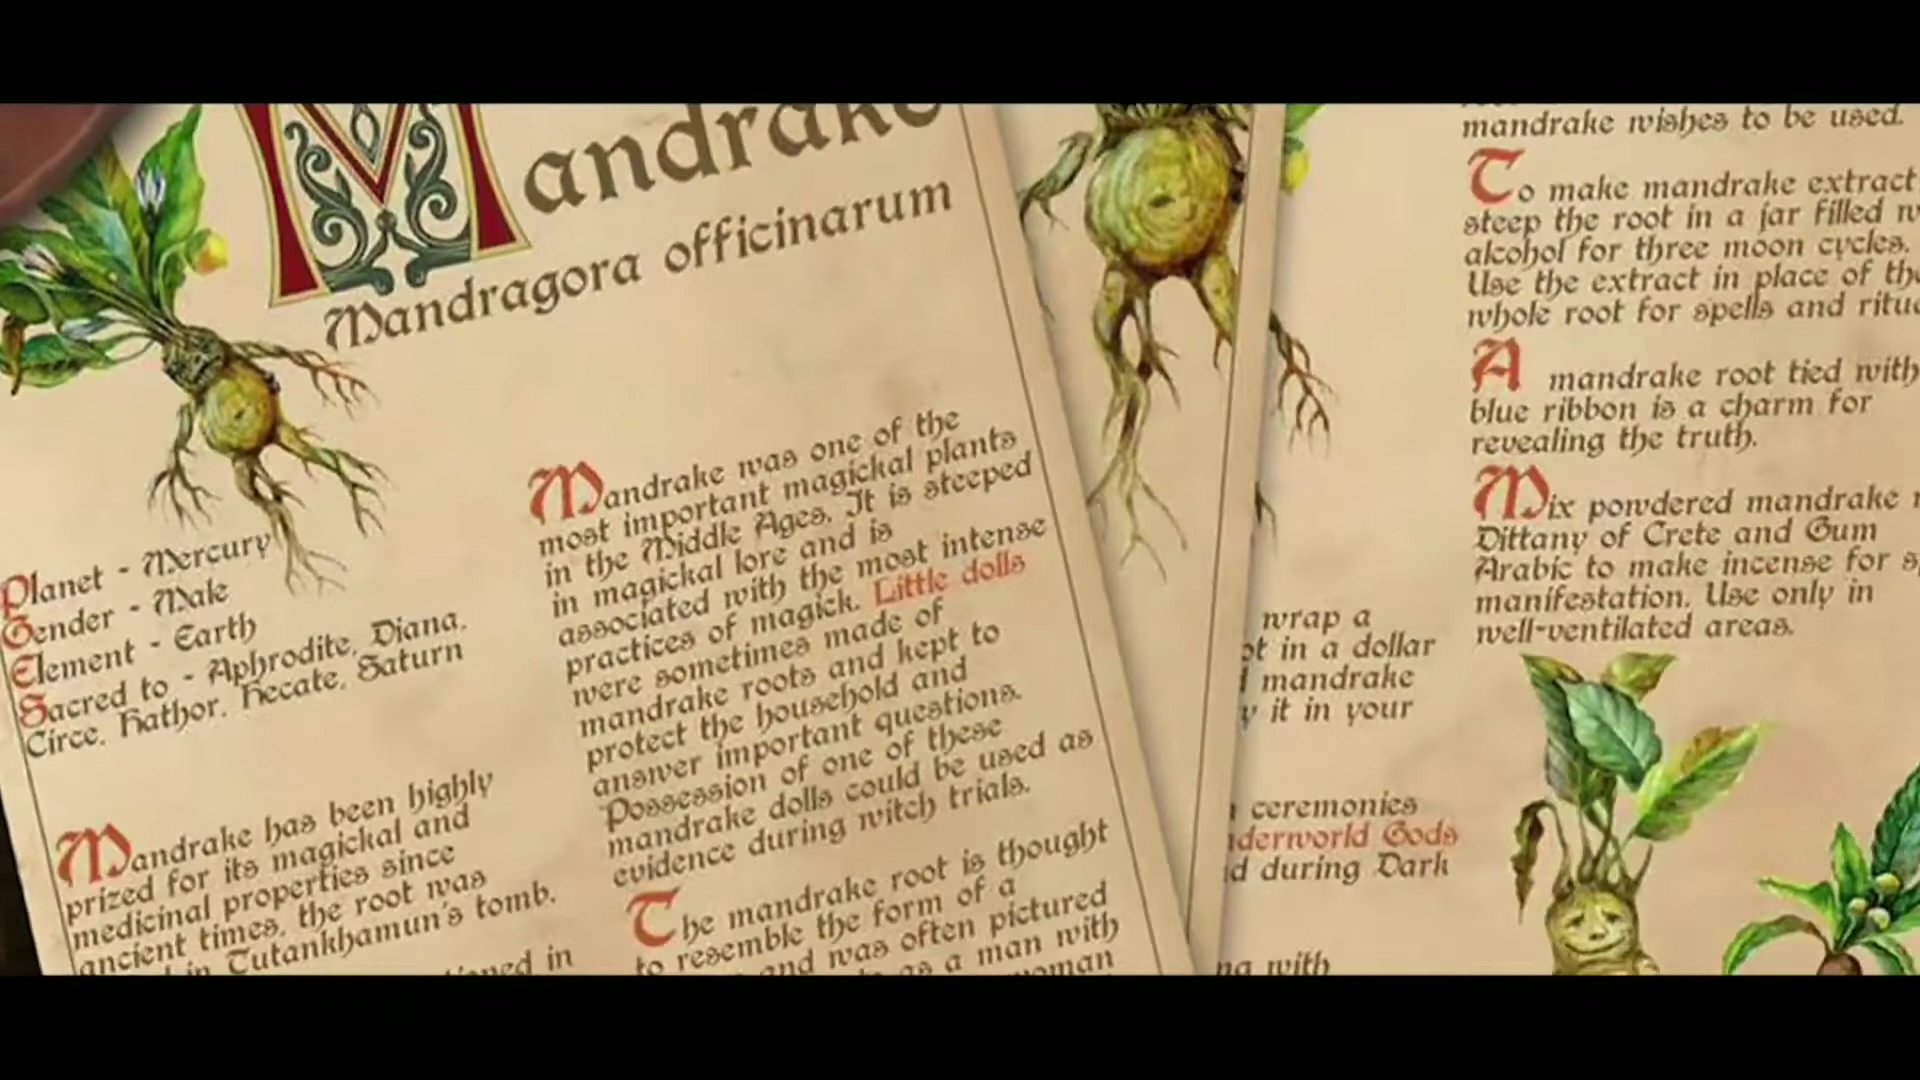 Mandrake
Mandragora officinarum
Planet - Mercury
Gender - Male
Element - Earth
Sacred to - Aphrodite, Diana,
Circe, Hathor, Hecate, Saturn
Mandrake has been highly
prized for its magickal and
medicinal properties since
ancient times, the root was
in Tutankhamun's tomb.
in
Mandrake was one of the
most important magickal plants
in the Middle Ages. It is steeped
in magickal lore and is
associated with the most intense
practices of magick. Little dolls
were sometimes made of
mandrake roots and kept to
protect the household and
answer important questions.
Possession of one of these
mandrake dolls could be used as
evidence during witch trials.
The mandrake root is thought
to resemble the form of a
and was often pictured
as a man with
woman
wrap a
in a dollar
mandrake
it in your
ceremonies
Gods
during Dark
with
mandrake wishes to be used.
To make mandrake extract
steep the root in a jar filled
alcohol for three moon cycles.
Use the extract in place of the
whole root for spells and
A mandrake root tied with
blue ribbon is a charm for
revealing the truth.
Mix powdered mandrake
Dittany of Crete and Gum
Arabic to make incense for
manifestation. Use only in
well-ventilated areas.